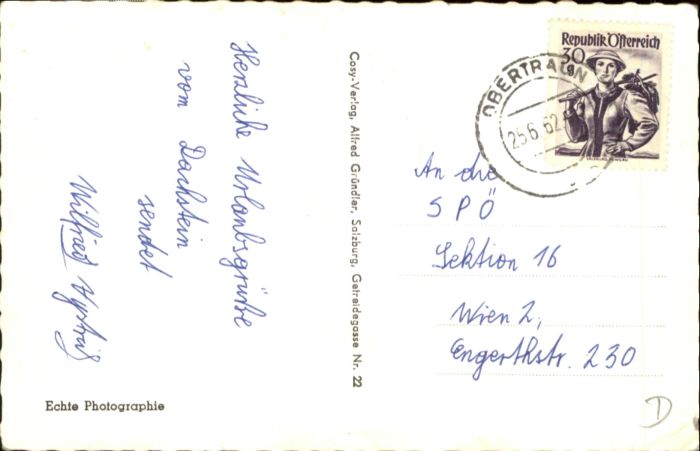 Herzliche Urlaubsgrüße
vom Dachstein
sendet
Wilfried
Cosy-Verlag, Alfred Gründler, Salzburg, Getreidegasse Nr. 22
Echte Photographie
Republik Österreich
30
g
OBERTRAUN
25.6.62
An die
SPÖ
Sektion 16
Wien 2,
Engerthstr. 230
D